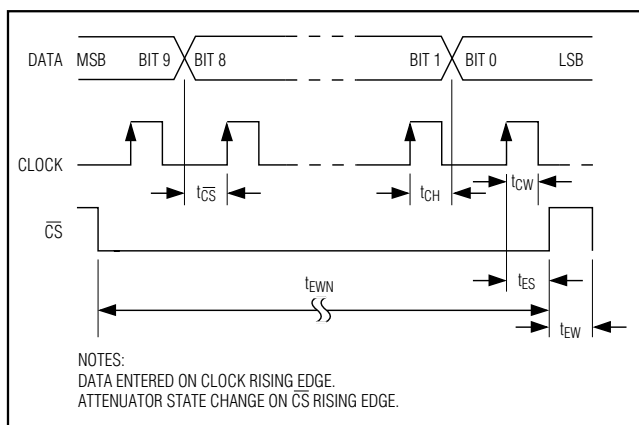 DATA MSB BIT 9 BIT 8 BIT 1 BIT 0 LSB
CLOCK
tCS tCH tCW
CS
tES
tEWN
tEW
NOTES:
DATA ENTERED ON CLOCK RISING EDGE.
ATTENUATOR STATE CHANGE ON CS RISING EDGE.